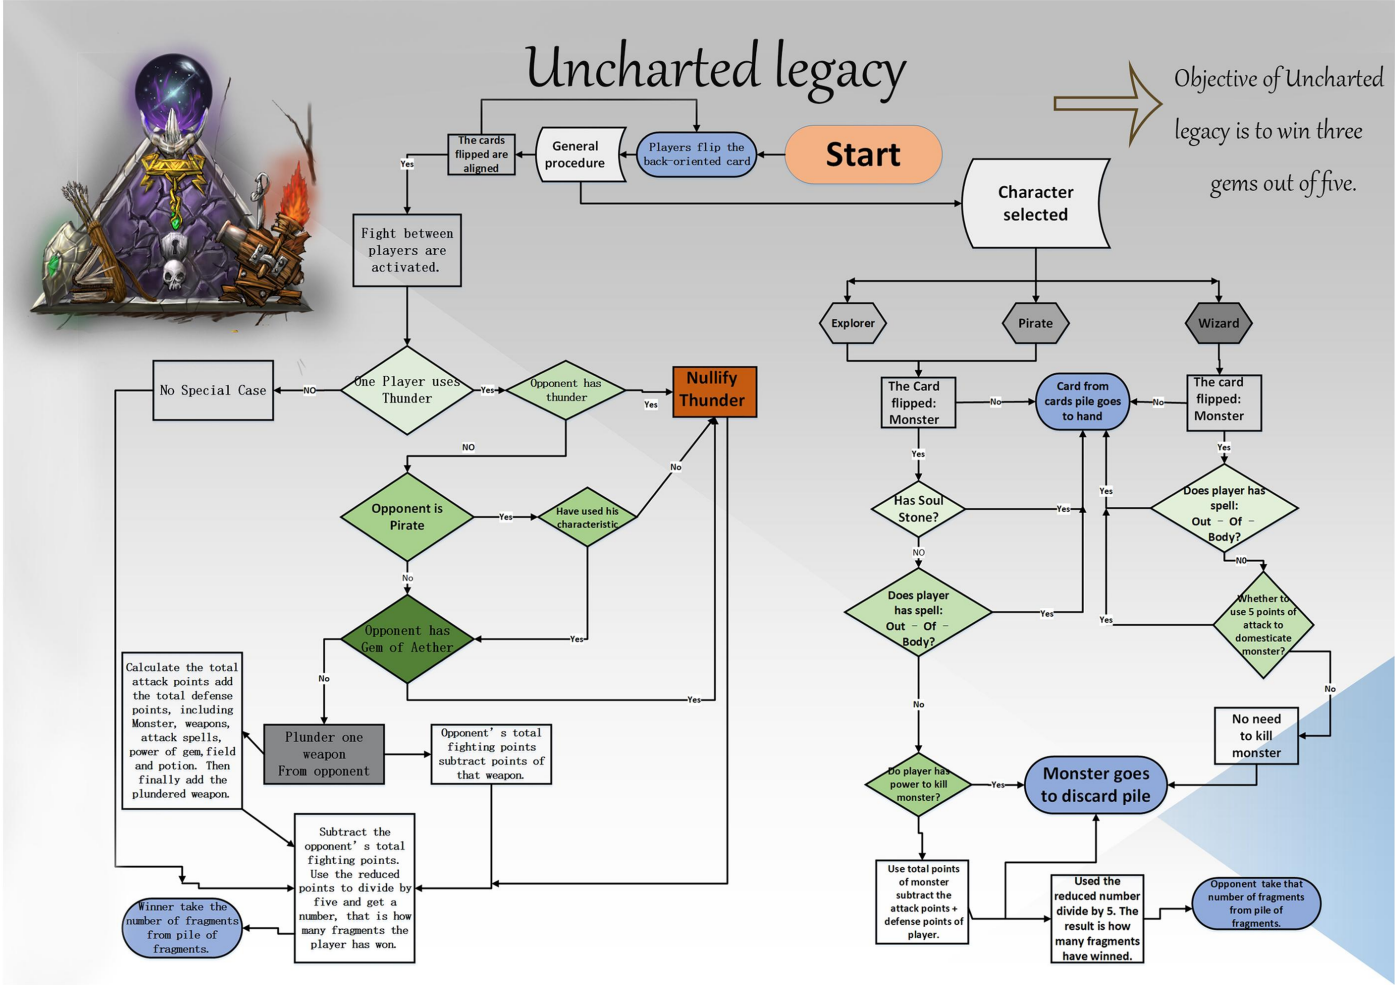 Uncharted legacy
Objective of Uncharted
legacy is to win three
gems out of five.
Start
Players flip the
back-oriented card
General
procedure
The cards
flipped are
aligned
Yes
Character
selected
Fight between
players are
activated.
Explorer
Pirate
Wizard
No Special Case
NO
One Player uses
Thunder
Yes
Opponent has
thunder
Yes
Nullify
Thunder
NO
Opponent is
Pirate
Yes
Have used his
characteristic
No
No
Yes
Opponent has
Gem of Aether
No
Yes
Calculate the total
attack points add
the total defense
points, including
Monster, weapons,
attack spells,
power of gem,field
and potion. Then
finally add the
plundered weapon.
Plunder one
weapon
From opponent
Opponent's total
fighting points
subtract points of
that weapon.
Subtract the
opponent's total
fighting points.
Use the reduced
points to divide by
five and get a
number, that is how
many fragments the
player has won.
Winner take the
number of fragments
from pile of
fragments.
The Card
flipped:
Monster
No
Card from
cards pile goes
to hand
No
The card
flipped:
Monster
Yes
Yes
Has Soul
Stone?
Yes
Yes
Does player has
spell:
Out - Of -
Body?
NO
NO
Does player
has spell:
Out - Of -
Body?
Yes
Yes
Whether to
use 5 points of
attack to
domesticate
monster?
No
No
No need
to kill
monster
Do player has
power to kill
monster?
Yes
Monster goes
to discard pile
Use total points
of monster
subtract the
attack points +
defense points of
player.
Used the
reduced number
divide by 5. The
result is how
many fragments
have winned.
Opponent take that
number of fragments
from pile of
fragments.